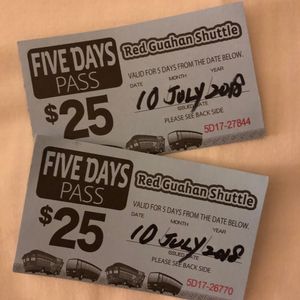 FIVE DAYS
PASS
$25
Red Guahan Shuttle
VALID FOR 5 DAYS FROM THE DATE BELOW.
DATE MONTH YEAR
10 JULY 2018
ISSUED DATE
PLEASE SEE BACK SIDE
5D17-27844
FIVE DAYS
PASS
$25
Red Guahan Shuttle
VALID FOR 5 DAYS FROM THE DATE BELOW.
DATE MONTH YEAR
10 JULY 2018
ISSUED DATE
PLEASE SEE BACK SIDE
5D17-26770